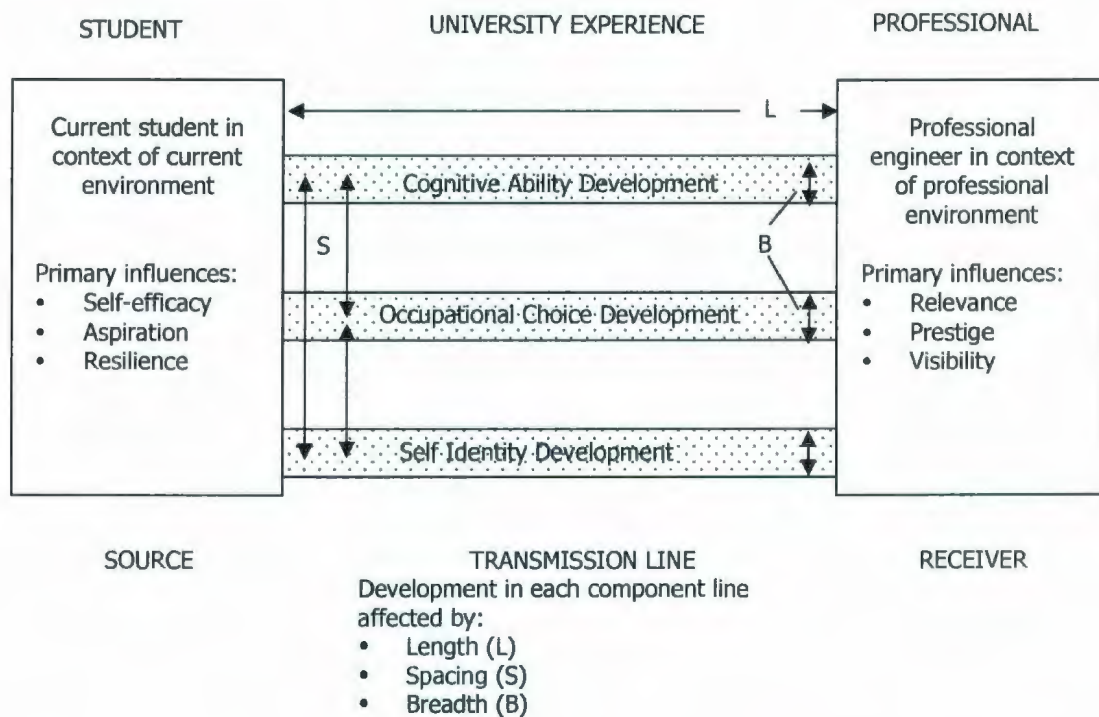 STUDENT
UNIVERSITY EXPERIENCE
PROFESSIONAL
Current student in
context of current
environment
Primary influences:
• Self-efficacy
• Aspiration
• Resilience
L
Cognitive Ability Development
S
B
Occupational Choice Development
Self Identity Development
Professional
engineer in context
of professional
environment
Primary influences:
• Relevance
• Prestige
• Visibility
SOURCE
TRANSMISSION LINE
Development in each component line
affected by:
• Length (L)
• Spacing (S)
• Breadth (B)
RECEIVER